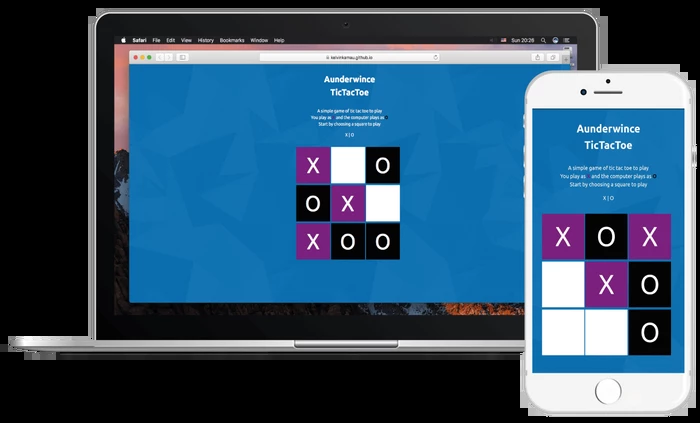 Safari File Edit View History Bookmarks Window Help
Sun 20:28
kelvinkamau.github.io
Aunderwince
TicTacToe
A simple game of tic tac toe to play
You play as and the computer plays as O
Start by choosing a square to play
X | O
X O
O X
X O O
Aunderwince
TicTacToe
A simple game of tic tac toe to play
You play as and the computer plays as O
Start by choosing a square to play
X | O
X O X
X O
O